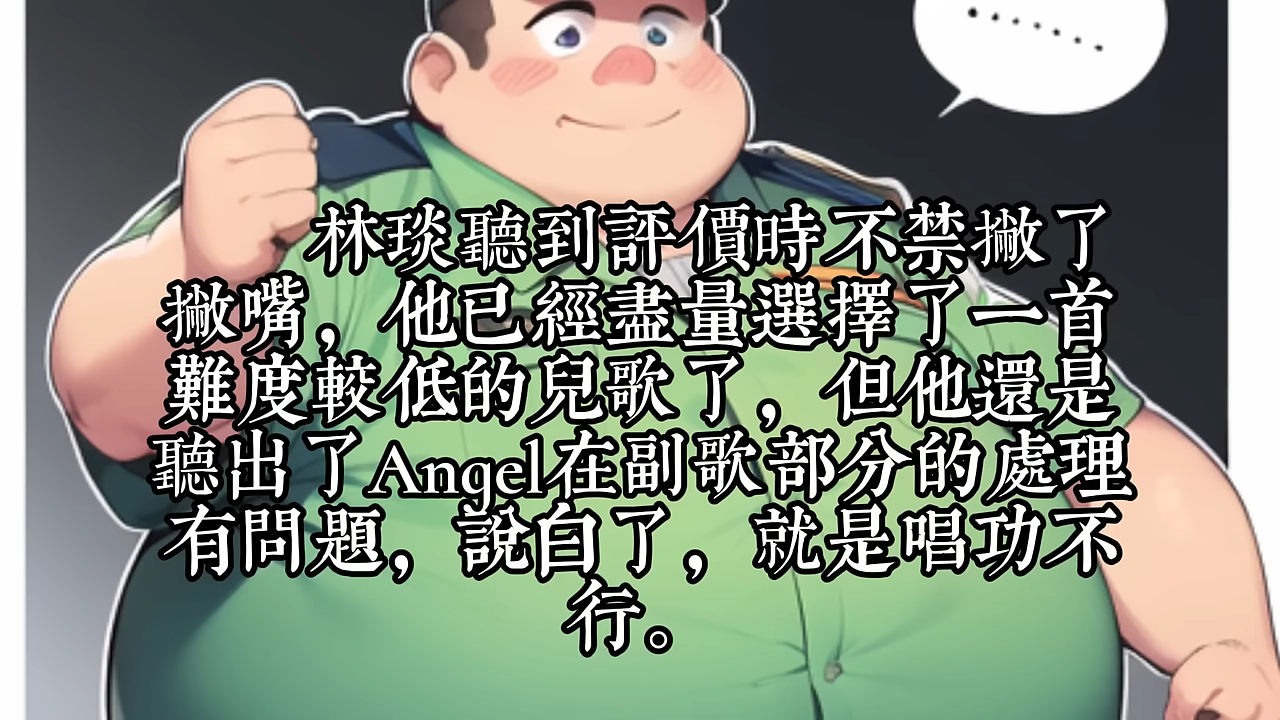 ......
林琰聽到評價時不禁撇了
撇嘴，他已經盡量選擇了一首
難度較低的兒歌了，但他還是
聽出了Angel在副歌部分的處理
有問題，說白了，就是唱功不
行。